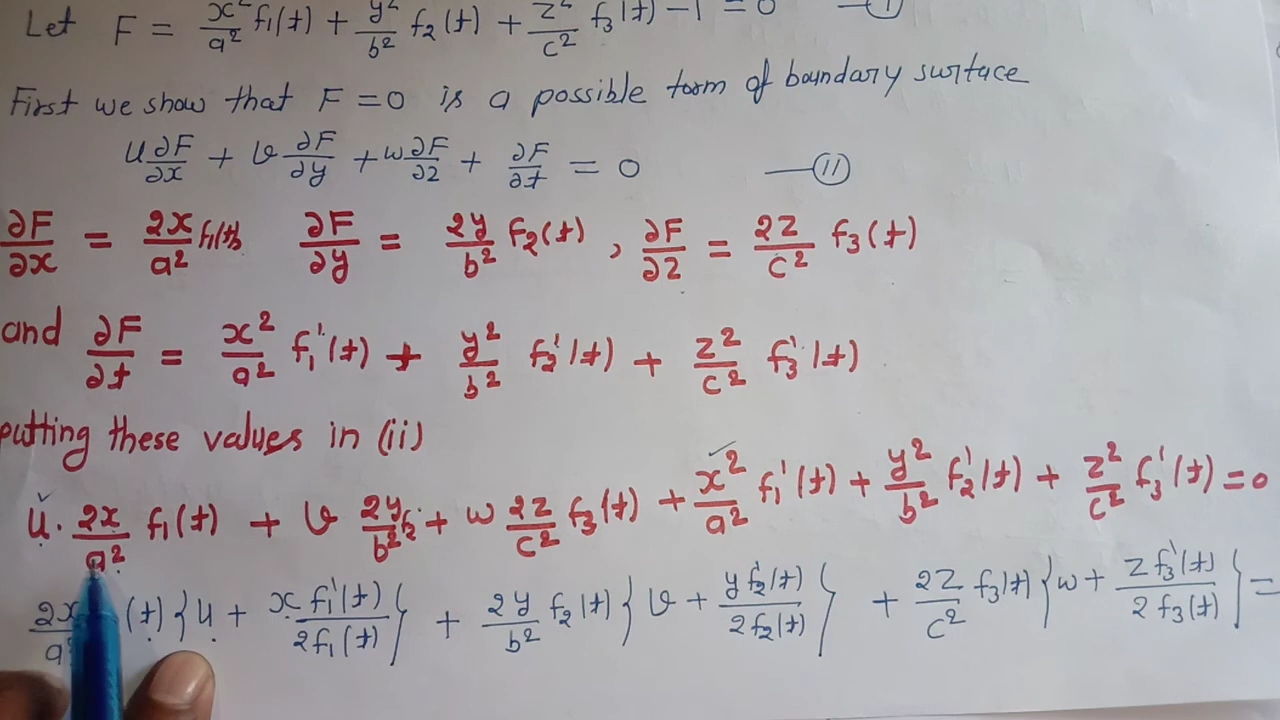 Let F = x²/a² f₁(t) + y²/b² f₂(t) + z²/c² f₃(t) - 1 = 0 —(I)
First we show that F = 0 is a possible form of boundary surface
u ∂F/∂x + v ∂F/∂y + w ∂F/∂z + ∂F/∂t = 0 —(II)
∂F/∂x = 2x/a² f₁(t) ∂F/∂y = 2y/b² f₂(t), ∂F/∂z = 2z/c² f₃(t)
and ∂F/∂t = x²/a² f₁'(t) + y²/b² f₂'(t) + z²/c² f₃'(t)
putting these values in (ii)
u. 2x/a² f₁(t) + v 2y/b² f₂ + w 2z/c² f₃(t) + x²/a² f₁'(t) + y²/b² f₂'(t) + z²/c² f₃'(t) = 0
2x/a² (t) {u + x f₁'(t)/2f₁(t)} + 2y/b² f₂(t) {v + y f₂'(t)/2f₂(t)} + 2z/c² f₃(t) {w + z f₃'(t)/2f₃(t)} =